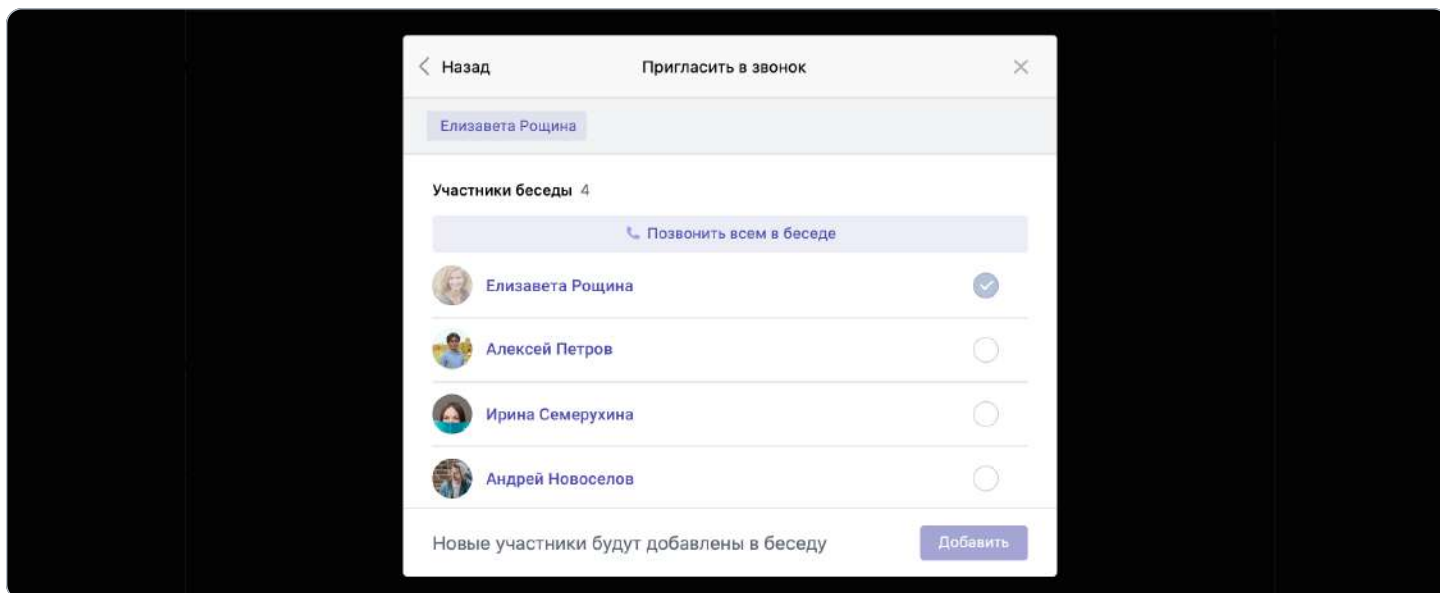 Назад
Пригласить в звонок
Елизавета Рощина
Участники беседы 4
Позвонить всем в беседе
Елизавета Рощина
Алексей Петров
Ирина Семерухина
Андрей Новоселов
Новые участники будут добавлены в беседу
Добавить